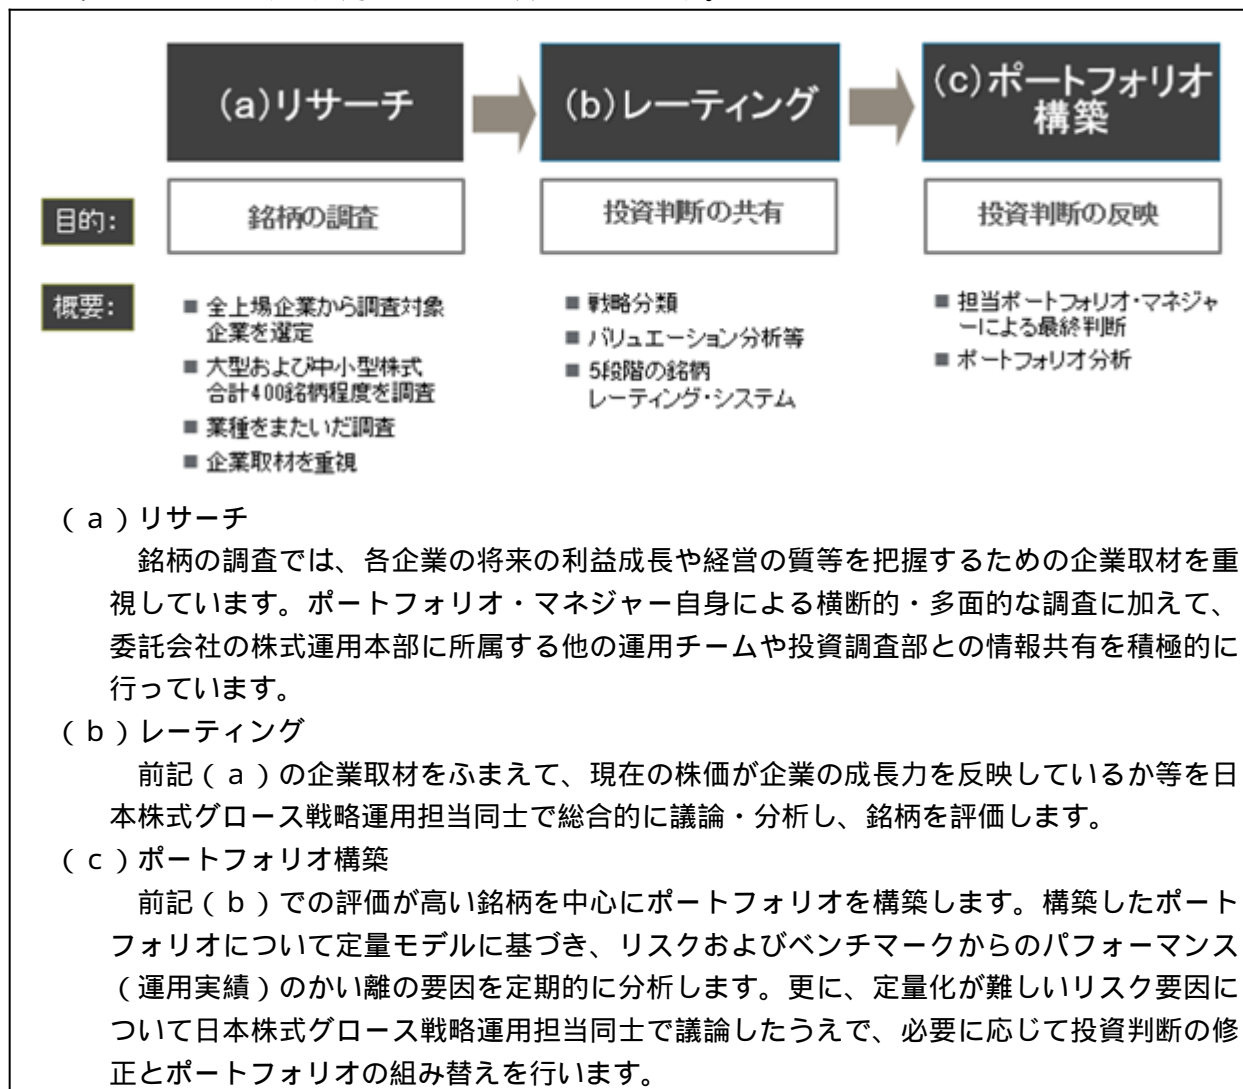 (a)リサーチ
(b)レーティング
(c)ポートフォリオ
構築
目的:
銘柄の調査
投資判断の共有
投資判断の反映
概要:
■ 全上場企業から調査対象
企業を選定
■ 大型および中小型株式
合計400銘柄程度を調査
■ 業種をまたいだ調査
■ 企業取材を重視
■ 戦略分類
■ バリュエーション分析等
■ 5段階の銘柄
レーティング・システム
■ 担当ポートフォリオ・マネジャ
ーによる最終判断
■ ポートフォリオ分析
(a)リサーチ
銘柄の調査では、各企業の将来の利益成長や経営の質等を把握するための企業取材を重
視しています。ポートフォリオ・マネジャー自身による横断的・多面的な調査に加えて、
委託会社の株式運用本部に所属する他の運用チームや投資調査部との情報共有を積極的に
行っています。
(b)レーティング
前記(a)の企業取材をふまえて、現在の株価が企業の成長力を反映しているか等を日
本株式グロース戦略運用担当同士で総合的に議論・分析し、銘柄を評価します。
(c)ポートフォリオ構築
前記(b)での評価が高い銘柄を中心にポートフォリオを構築します。構築したポート
フォリオについて定量モデルに基づき、リスクおよびベンチマークからのパフォーマンス
(運用実績)のかい離の要因を定期的に分析します。更に、定量化が難しいリスク要因に
ついて日本株式グロース戦略運用担当同士で議論したうえで、必要に応じて投資判断の修
正とポートフォリオの組み替えを行います。